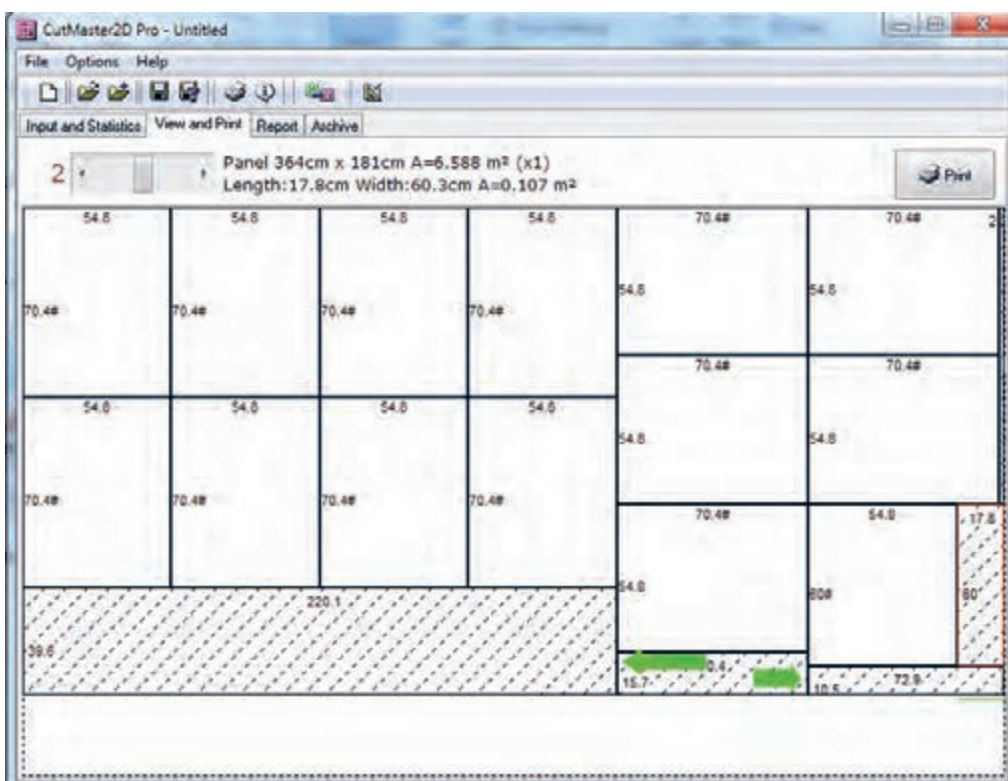 CutMaster2D Pro - Untitled
File Options Help
Input and Statistics View and Print Report Archive
2
Panel 364cm x 181cm A=6.588 m² (x1)
Length:17.8cm Width:60.3cm A=0.107 m²
Print
54.8 54.8 54.8 54.8 70.4# 70.4# 2
54.8 54.8
70.4# 70.4# 70.4# 70.4#
70.4# 70.4#
54.8 54.8 54.8 54.8
54.8 54.8
70.4# 70.4# 70.4# 70.4#
70.4# 54.8 17.8
220.1
54.8 60# 60
39.6
0.4
15.7 72.9
10.5